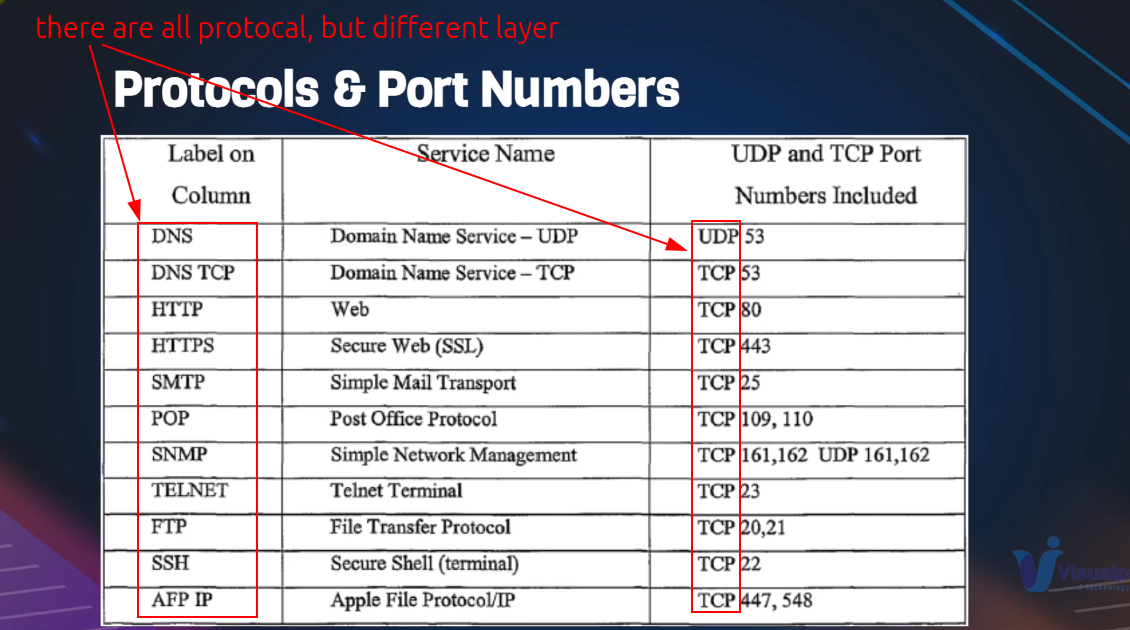 there are all protocal, but different layer
Protocols & Port Numbers
Label on Column Service Name UDP and TCP Port Numbers Included
DNS Domain Name Service – UDP UDP 53
DNS TCP Domain Name Service – TCP TCP 53
HTTP Web TCP 80
HTTPS Secure Web (SSL) TCP 443
SMTP Simple Mail Transport TCP 25
POP Post Office Protocol TCP 109, 110
SNMP Simple Network Management TCP 161,162 UDP 161,162
TELNET Telnet Terminal TCP 23
FTP File Transfer Protocol TCP 20,21
SSH Secure Shell (terminal) TCP 22
AFP IP Apple File Protocol/IP TCP 447, 548